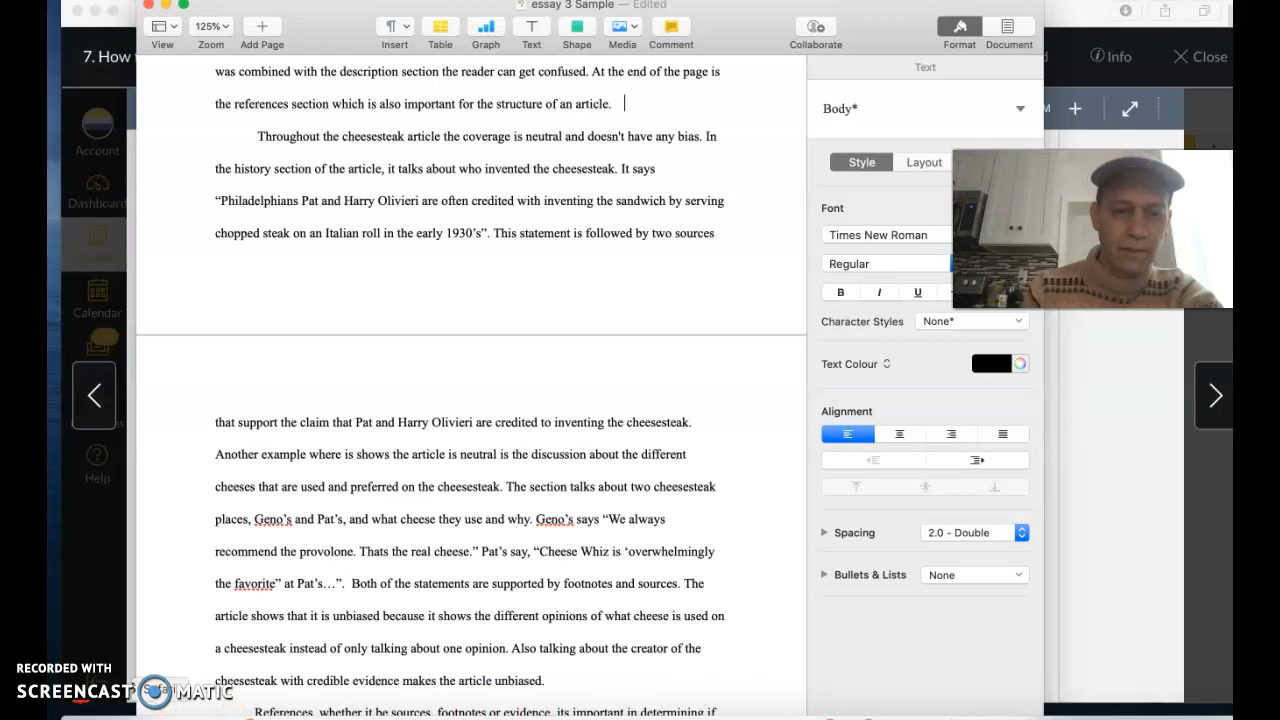 essay 3 Sample — Edited
125%
View
Zoom
Add Page
Insert
Table
Graph
Text
Shape
Media
Comment
Collaborate
Format
Document
7. How
Info
Close
Text
was combined with the description section the reader can get confused. At the end of the page is
the references section which is also important for the structure of an article.
Throughout the cheesesteak article the coverage is neutral and doesn't have any bias. In
the history section of the article, it talks about who invented the cheesesteak. It says
“Philadelphians Pat and Harry Olivieri are often credited with inventing the sandwich by serving
chopped steak on an Italian roll in the early 1930’s”. This statement is followed by two sources
that support the claim that Pat and Harry Olivieri are credited to inventing the cheesesteak.
Another example where is shows the article is neutral is the discussion about the different
cheeses that are used and preferred on the cheesesteak. The section talks about two cheesesteak
places, Geno’s and Pat’s, and what cheese they use and why. Geno’s says “We always
recommend the provolone. Thats the real cheese.” Pat’s say, “Cheese Whiz is ‘overwhelmingly
the favorite” at Pat’s…”. Both of the statements are supported by footnotes and sources. The
article shows that it is unbiased because it shows the different opinions of what cheese is used on
a cheesesteak instead of only talking about one opinion. Also talking about the creator of the
cheesesteak with credible evidence makes the article unbiased.
References, whether it be sources, footnotes or evidence, its important in determining if
Body*
Style
Layout
Font
Times New Roman
Regular
B I U
Character Styles
None*
Text Colour
Alignment
Spacing
2.0 - Double
Bullets & Lists
None
Account
Dashboard
Calendar
Help
RECORDED WITH
SCREENCAST MATIC